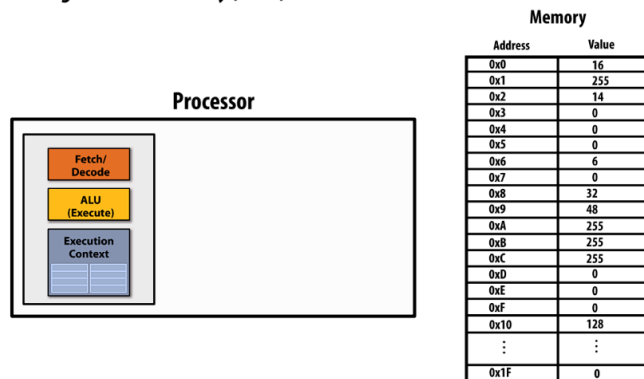 Processor
Fetch/
Decode
ALU
(Execute)
Execution
Context
Memory
Address Value
0x0 16
0x1 255
0x2 14
0x3 0
0x4 0
0x5 0
0x6 6
0x7 0
0x8 32
0x9 48
0xA 255
0xB 255
0xC 255
0xD 0
0xE 0
0xF 0
0x10 128
⋮ ⋮
0x1F 0